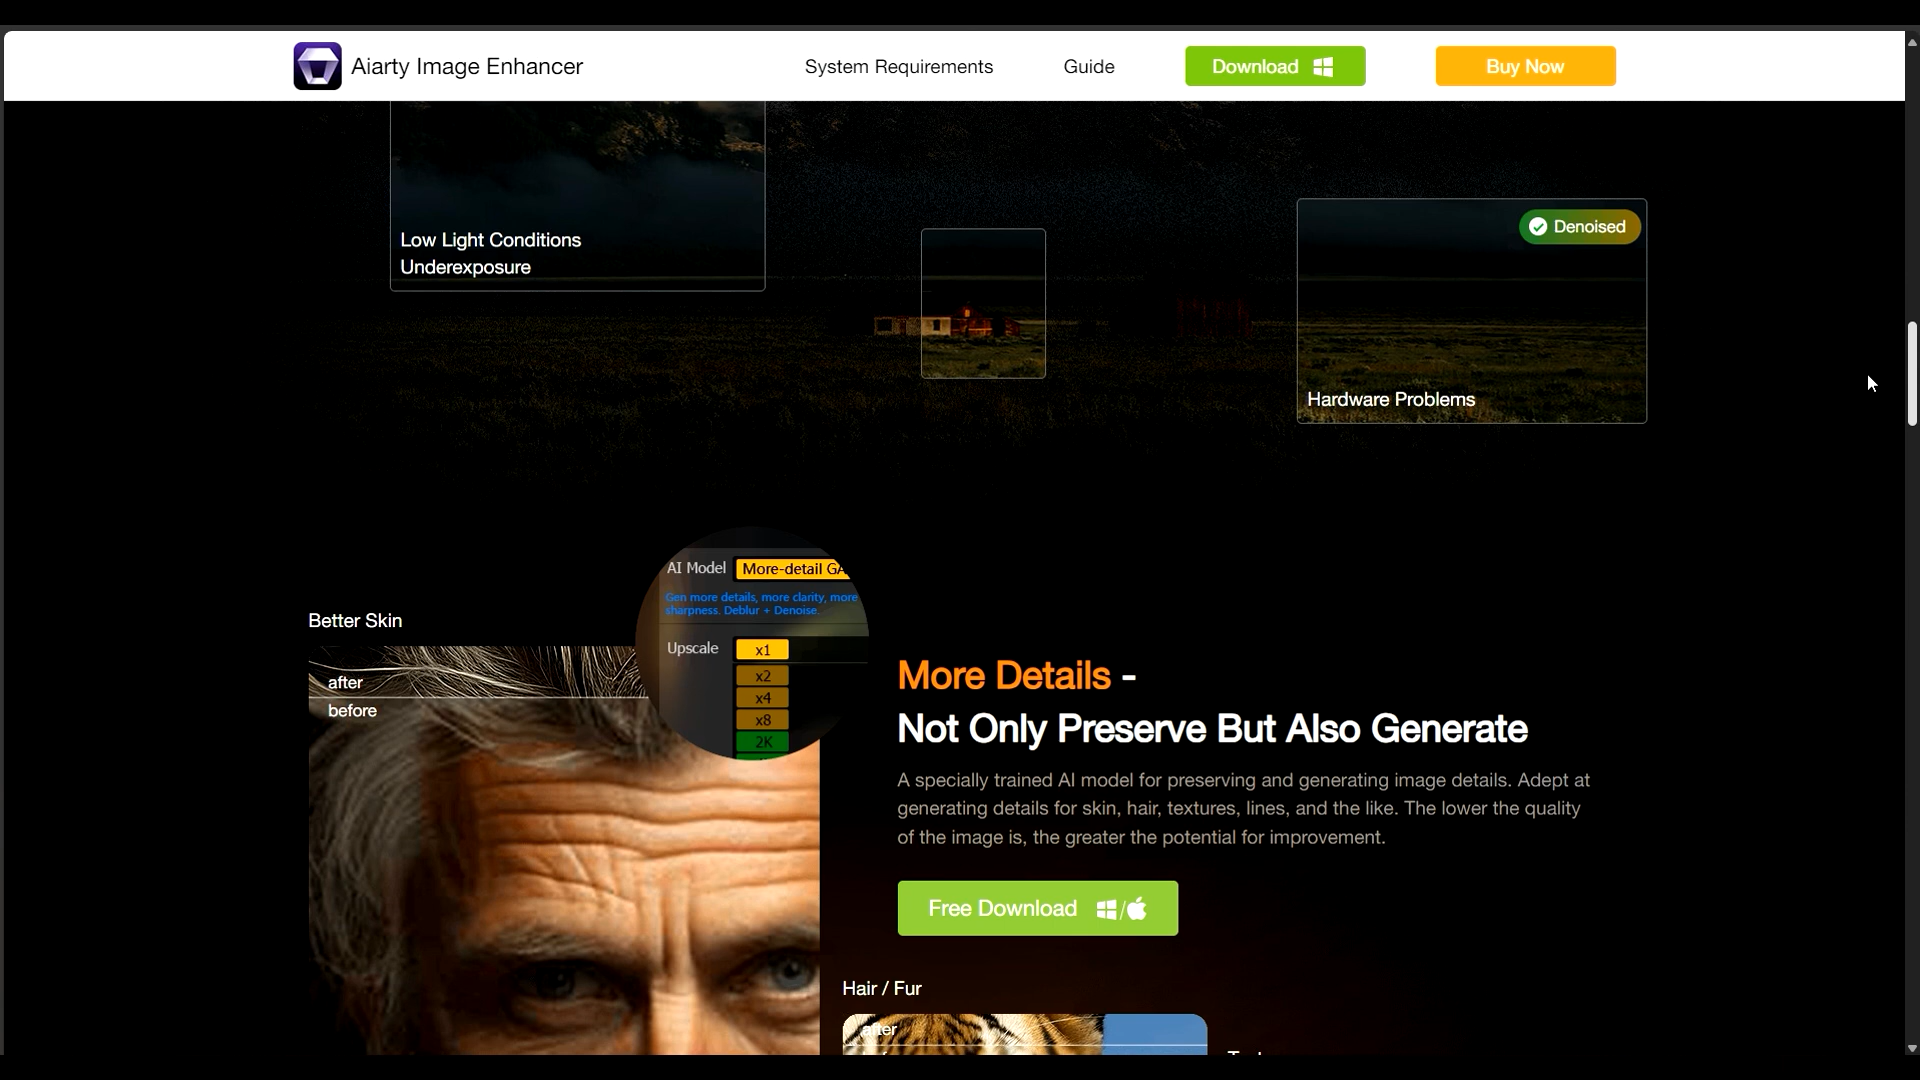 Aiarty Image Enhancer
System Requirements
Guide
Download
Buy Now
Low Light Conditions
Underexposure
Denoised
Hardware Problems
AI Model
More-detail
Gen more details, more clarity, more
sharpness. Deblur + Denoise.
Upscale
x1
x2
x4
x8
2K
Better Skin
after
before
More Details -
Not Only Preserve But Also Generate
A specially trained AI model for preserving and generating image details. Adept at
generating details for skin, hair, textures, lines, and the like. The lower the quality
of the image is, the greater the potential for improvement.
Free Download
/
Hair / Fur
after